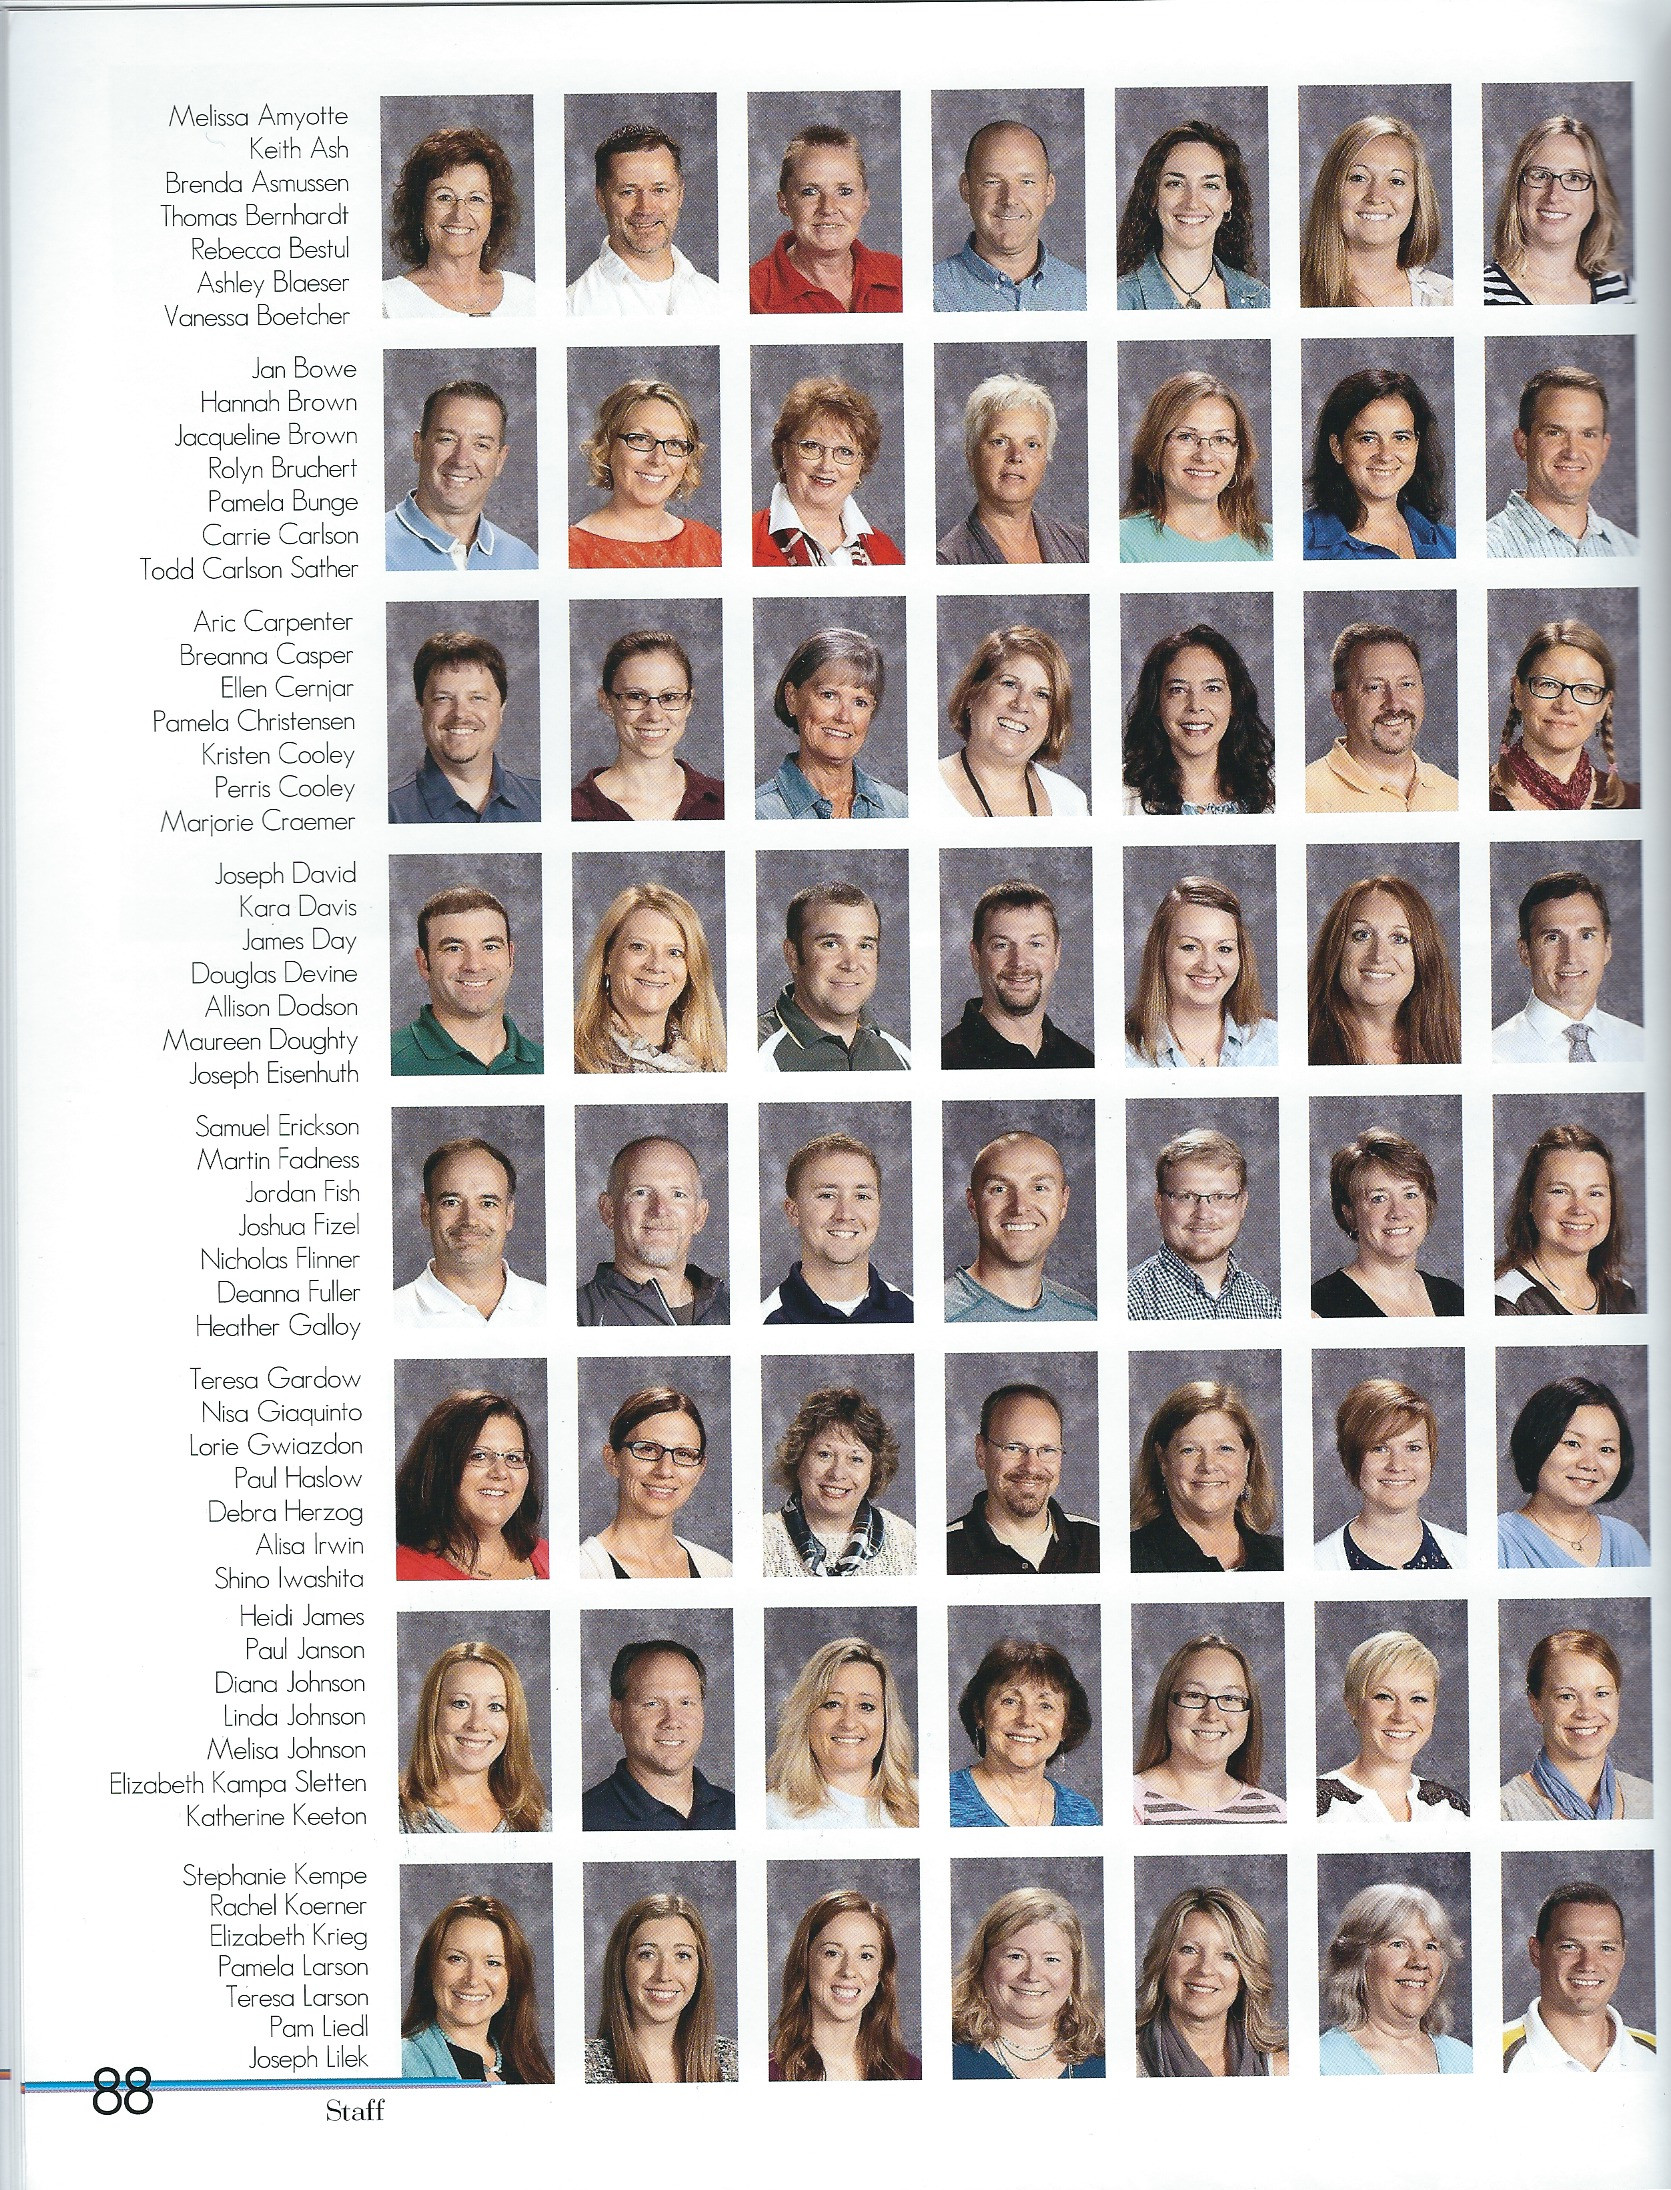 Melissa Amyotte
Keith Ash
Brenda Asmussen
Thomas Bernhardt
Rebecca Bestul
Ashley Blaeser
Vanessa Boetcher
Jan Bowe
Hannah Brown
Jacqueline Brown
Rolyn Bruchert
Pamela Bunge
Carrie Carlson
Todd Carlson Sather
Aric Carpenter
Breanna Casper
Ellen Cernjar
Pamela Christensen
Kristen Cooley
Perris Cooley
Marjorie Craemer
Joseph David
Kara Davis
James Day
Douglas Devine
Allison Dodson
Maureen Doughty
Joseph Eisenhuth
Samuel Erickson
Martin Fadness
Jordan Fish
Joshua Fizel
Nicholas Flinner
Deanna Fuller
Heather Galloy
Teresa Gardow
Nisa Giaquinto
Lorie Gwiazdon
Paul Haslow
Debra Herzog
Alisa Irwin
Shino Iwashita
Heidi James
Paul Janson
Diana Johnson
Linda Johnson
Melisa Johnson
Elizabeth Kampa Sletten
Katherine Keeton
Stephanie Kempe
Rachel Koerner
Elizabeth Krieg
Pamela Larson
Teresa Larson
Pam Liedl
Joseph Lilek
88
Staff